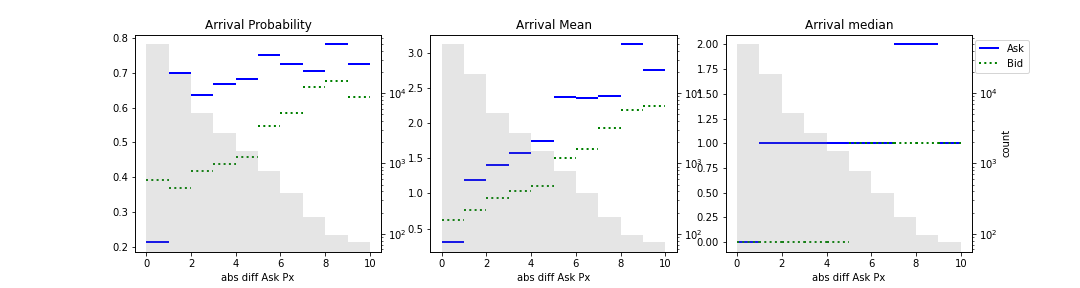 Arrival Probability
0.8
0.7
0.6
0.5
0.4
0.3
0.2
10⁴
10³
10²
0 2 4 6 8 10
abs diff Ask Px
Arrival Mean
3.0
2.5
2.0
1.5
1.0
0.5
10⁴
10³
10²
0 2 4 6 8 10
abs diff Ask Px
Arrival median
2.00
1.75
1.50
1.25
1.00
0.75
0.50
0.25
0.00
10⁴
10³
10²
count
0 2 4 6 8 10
abs diff Ask Px
Ask
Bid